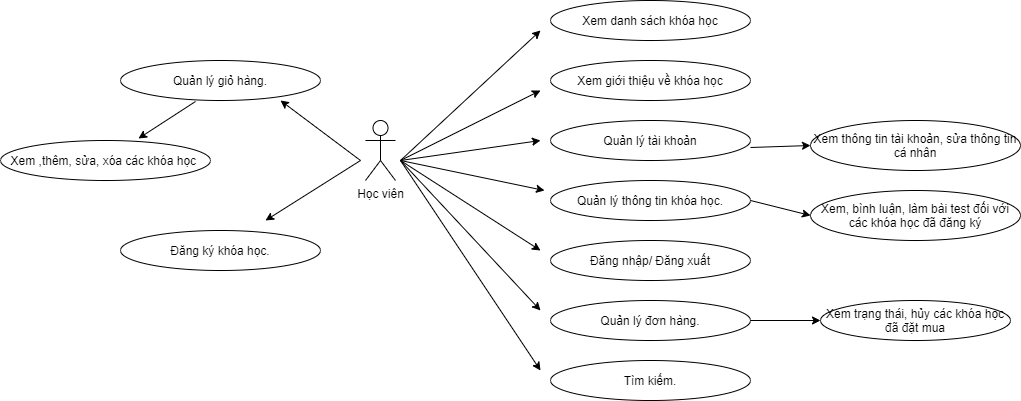 Xem danh sách khóa học
Quản lý giỏ hàng.
Xem giới thiệu về khóa học
Xem ,thêm, sửa, xóa các khóa học
Học viên
Quản lý tài khoản
Xem thông tin tài khoản, sửa thông tin
cá nhân
Quản lý thông tin khóa học.
Xem, bình luận, làm bài test đối với
các khóa học đã đăng ký
Đăng ký khóa học.
Đăng nhập/ Đăng xuất
Quản lý đơn hàng.
Xem trạng thái, hủy các khóa học
đã đặt mua
Tìm kiếm.